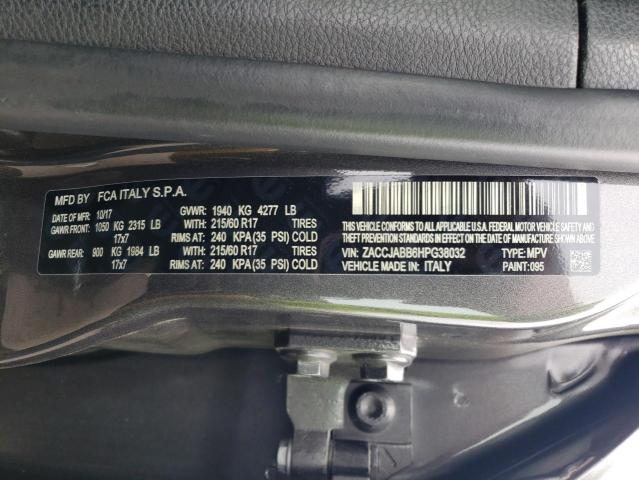 MFD BY FCA ITALY S.P.A.
DATE OF MFR: 10/17 GVWR: 1940 KG 4277 LB
GAWR FRONT: 1050 KG 2315 LB WITH: 215/60 R17 TIRES
17x7 RIMS AT: 240 KPA(35 PSI) COLD
GAWR REAR: 900 KG 1984 LB WITH: 215/60 R17 TIRES
17x7 RIMS AT: 240 KPA(35 PSI) COLD
THIS VEHICLE CONFORMS TO ALL APPLICABLE U.S. FEDERAL MOTOR
VEHICLE SAFETY, BUMPER, AND THEFT PREVENTION STANDARDS
IN EFFECT ON THE DATE OF MANUFACTURE SHOWN ABOVE.
VIN: ZACCJABB6HPG38032 TYPE: MPV
VEHICLE MADE IN: ITALY PAINT: 095